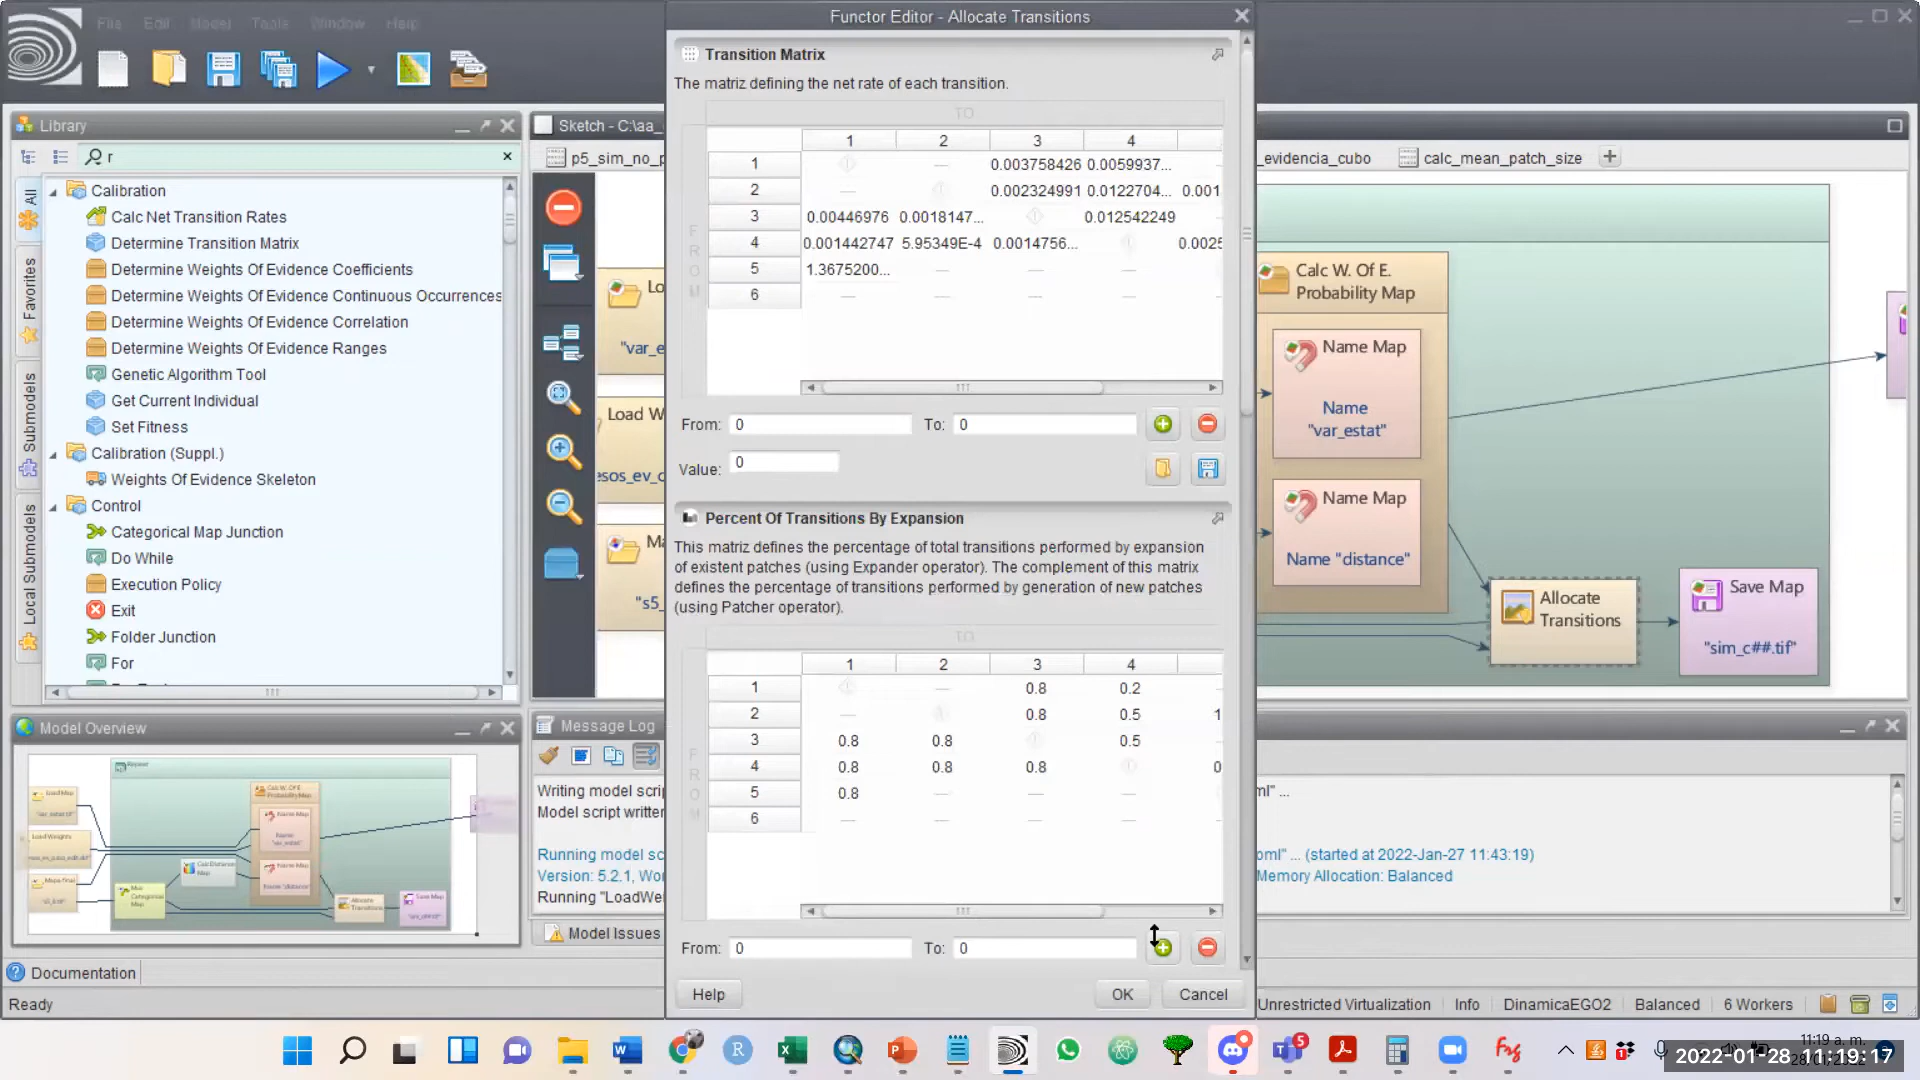 File Edit Model Tools Window Help
Library
r
All
Favorites
Submodels
Local Submodels
Calibration
Calc Net Transition Rates
Determine Transition Matrix
Determine Weights Of Evidence Coefficients
Determine Weights Of Evidence Continuous Occurrences
Determine Weights Of Evidence Correlation
Determine Weights Of Evidence Ranges
Genetic Algorithm Tool
Get Current Individual
Set Fitness
Calibration (Suppl.)
Weights Of Evidence Skeleton
Control
Categorical Map Junction
Do While
Execution Policy
Exit
Folder Junction
For
Model Overview
Documentation
Ready
Sketch - C:\aa_
p5_sim_no_p
Lo
"var_e
Load W
esos_ev_c
Ma
"s5_
Message Log
Writing model scri
Model script written
Running model sc
Version: 5.2.1, Wo
Running "LoadWe
Model Issues
Functor Editor - Allocate Transitions
Transition Matrix
The matriz defining the net rate of each transition.
TO
FROM
1 2 3 4
1 — 0.003758426 0.0059937...
2 — 0.002324991 0.0122704... 0.001
3 0.00446976 0.0018147... 0.012542249
4 0.001442747 5.95349E-4 0.0014756... 0.0025
5 1.3675200... — — —
6 — — — —
From: 0 To: 0
Value: 0
Percent Of Transitions By Expansion
This matriz defines the percentage of total transitions performed by expansion
of existent patches (using Expander operator). The complement of this matrix
defines the percentage of transitions performed by generation of new patches
(using Patcher operator).
TO
FROM
1 2 3 4
1 — 0.8 0.2
2 — 0.8 0.5 1
3 0.8 0.8 0.5
4 0.8 0.8 0.8 0
5 0.8 — — —
6 — — — —
From: 0 To: 0
Help OK Cancel
_evidencia_cubo
calc_mean_patch_size
Calc W. Of E.
Probability Map
Name Map
Name
"var_estat"
Name Map
Name "distance"
Allocate
Transitions
Save Map
"sim_c##.tif"
ml" ...
oml" ... (started at 2022-Jan-27 11:43:19)
Memory Allocation: Balanced
Unrestricted Virtualization Info DinamicaEGO2 Balanced 6 Workers
5
11:19 a. m.
2022-01-28 11:19:17